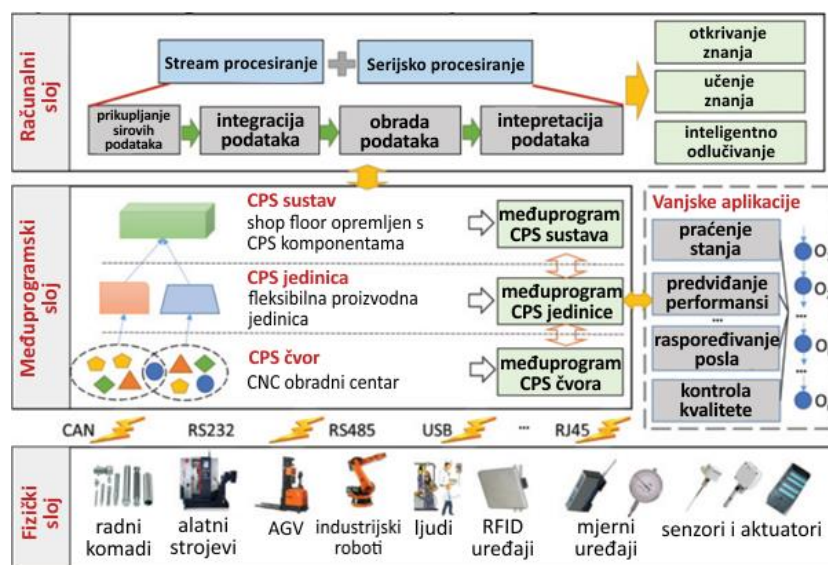 Računalni
sloj
Stream procesiranje
Serijsko procesiranje
prikupljanje
sirovih
podataka
integracija
podataka
obrada
podataka
intepretacija
podataka
otkrivanje
znanja
učenje
znanja
inteligentno
odlučivanje
Međuprogramski
sloj
CPS sustav
shop floor opremljen s
CPS komponentama
međuprogram
CPS sustava
CPS jedinica
fleksibilna proizvodna
jedinica
međuprogram
CPS jedinice
CPS čvor
CNC obradni centar
međuprogram
CPS čvora
Vanjske aplikacije
praćenje
stanja
predviđanje
performansi
...
raspoređivanje
posla
kontrola
kvalitete
O
O
...
O
...
O
CAN
RS232
RS485
USB
...
RJ45
Fizički
sloj
radni
komadi
alatni
strojevi
AGV
industrijski
roboti
ljudi
RFID
uređaji
mjerni
uređaji
senzori i aktuatori